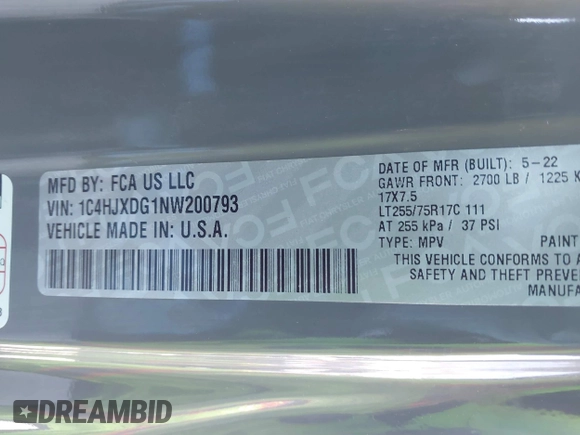 MFD BY: FCA US LLC
VIN: 1C4HJXDG1NW200793
VEHICLE MADE IN: U.S.A.
DATE OF MFR (BUILT): 5-22
GAWR FRONT: 2700 LB / 1225 K
17X7.5
LT255/75R17C 111
AT 255 kPa / 37 PSI
TYPE: MPV PAINT
THIS VEHICLE CONFORMS TO A
SAFETY AND THEFT PREVE
MANUFA
DREAMBID